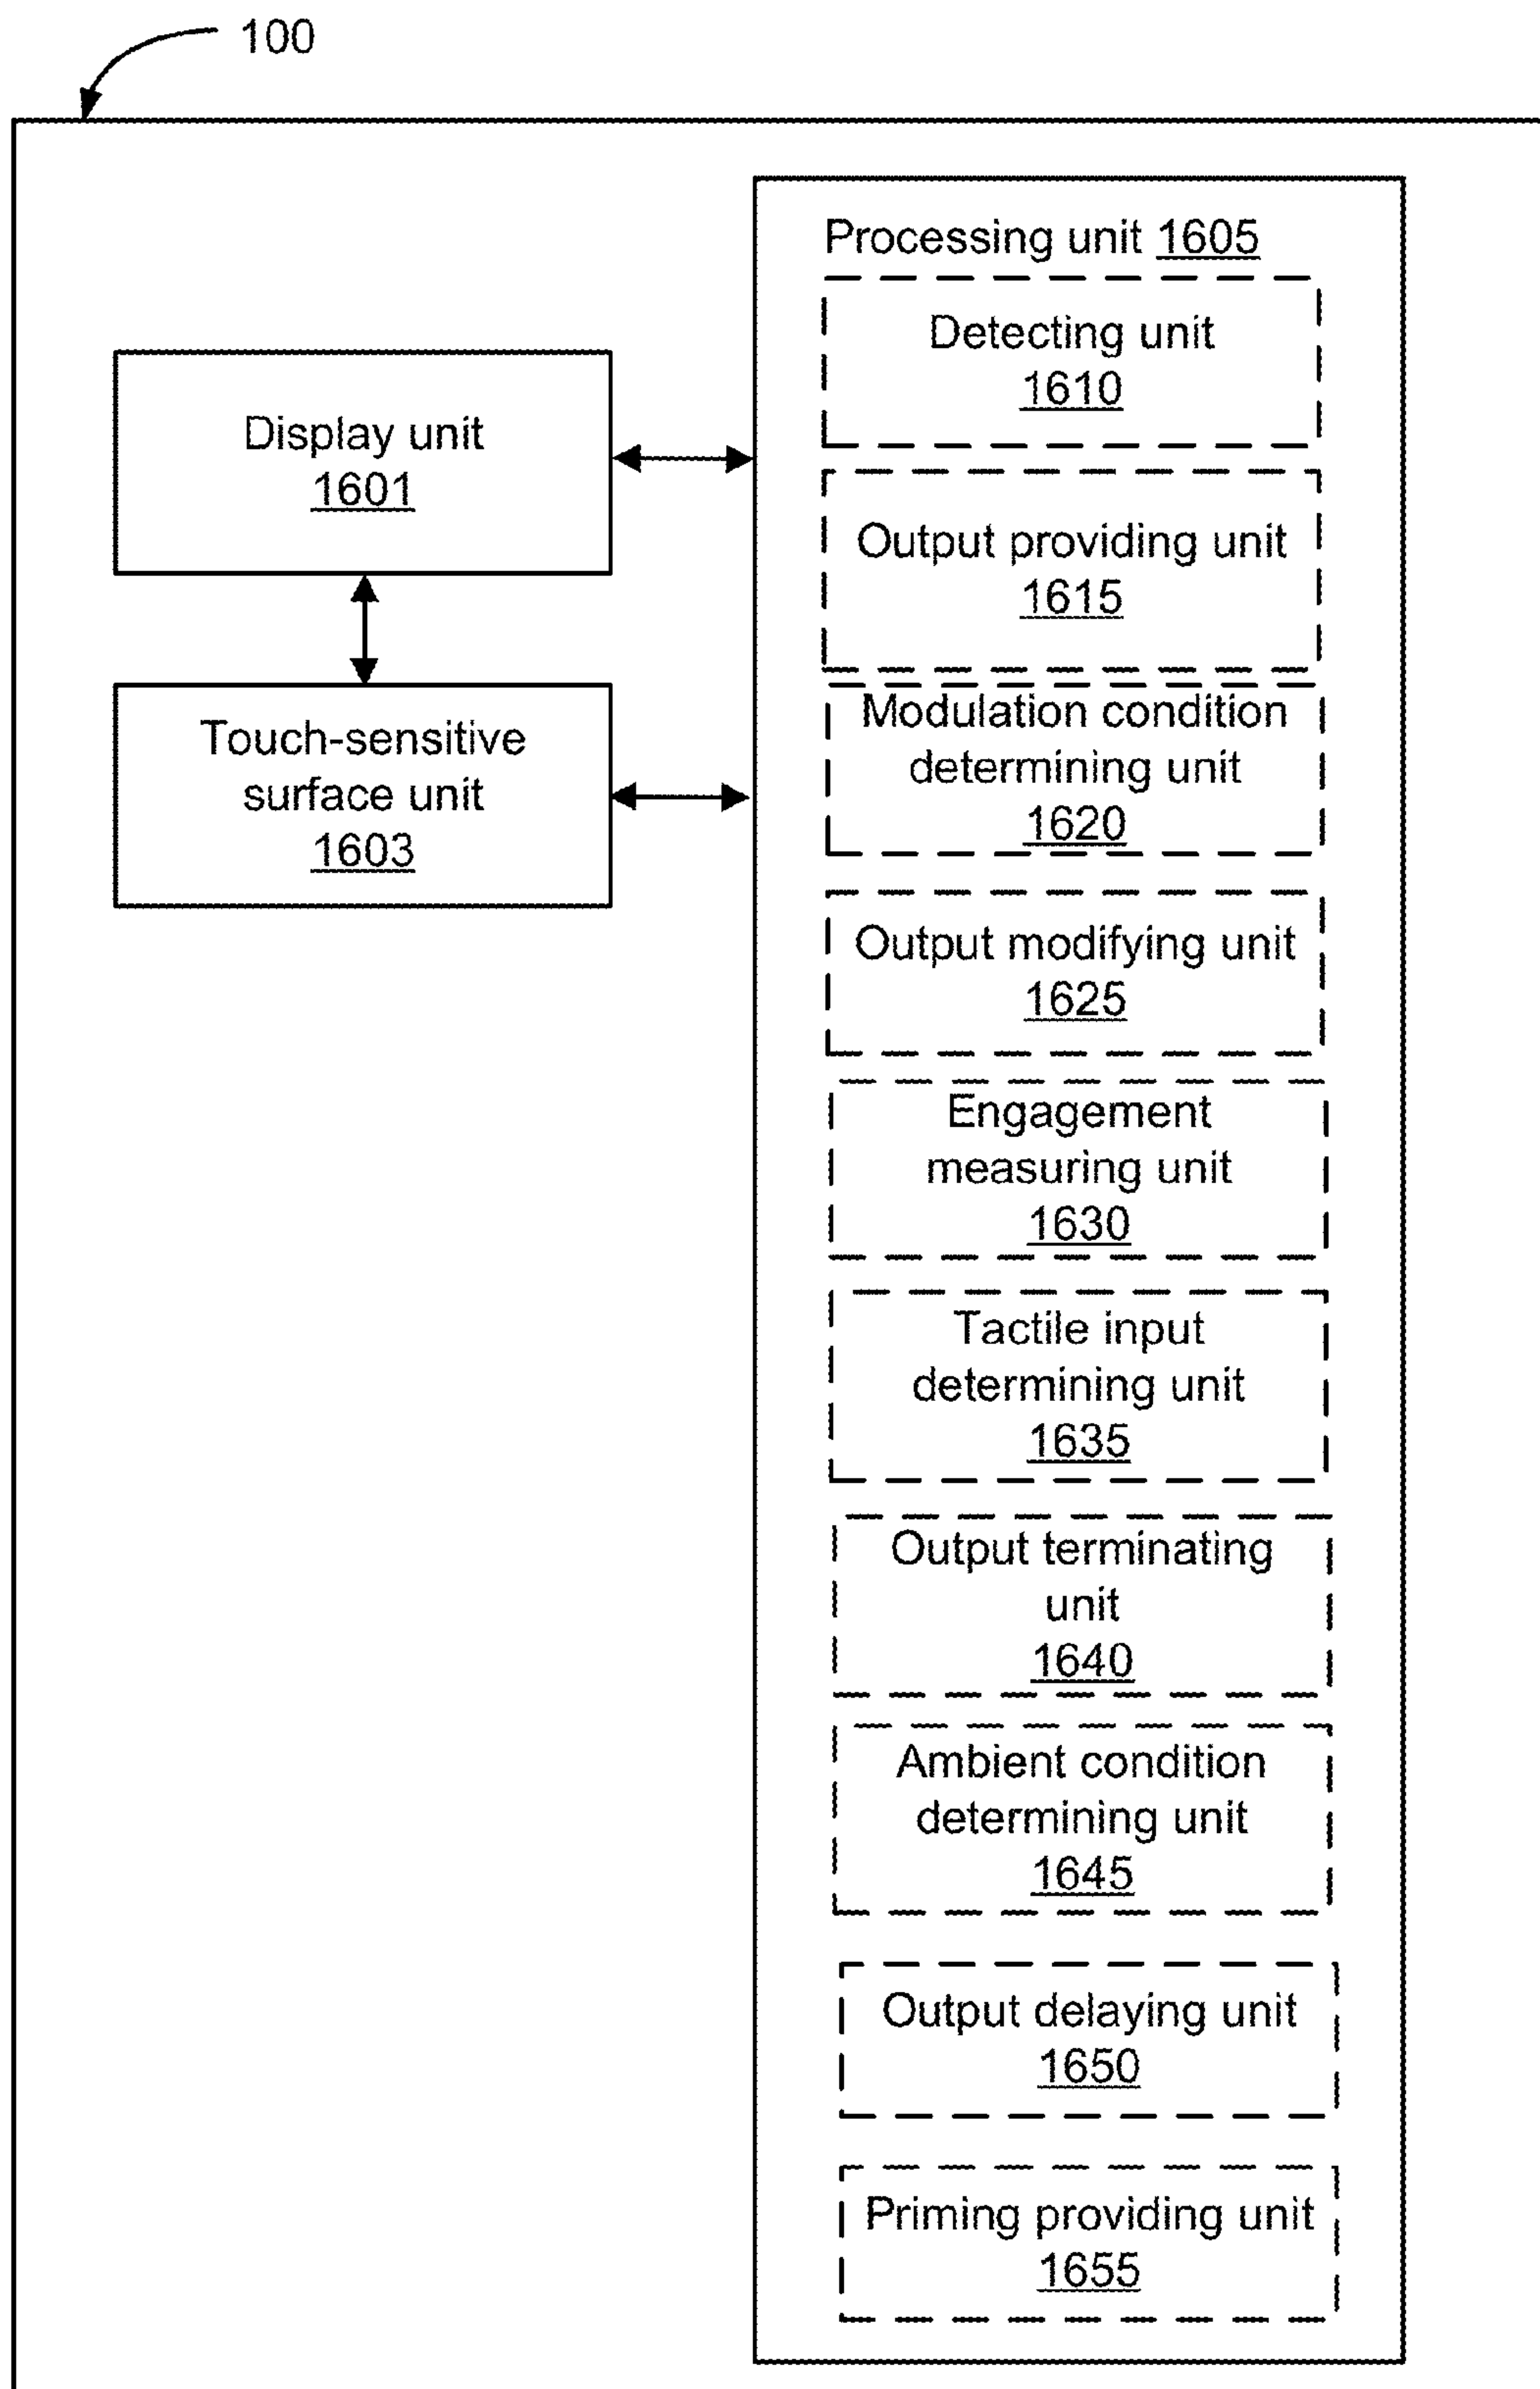 100
Display unit
1601
Touch-sensitive
surface unit
1603
Processing unit 1605
Detecting unit
1610
Output providing unit
1615
Modulation condition
determining unit
1620
Output modifying unit
1625
Engagement
measuring unit
1630
Tactile input
determining unit
1635
Output terminating
unit
1640
Ambient condition
determining unit
1645
Output delaying unit
1650
Priming providing unit
1655